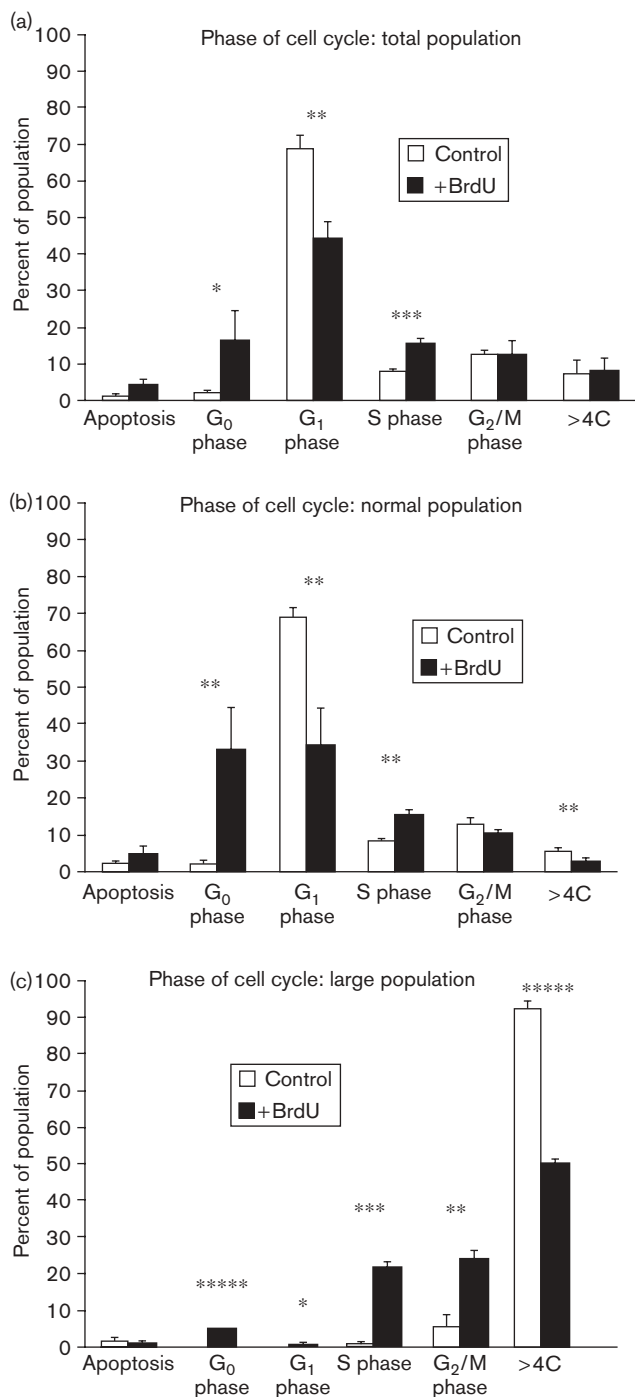 (a)
Phase of cell cycle: total population
Percent of population
100
90
80
70
60
50
40
30
20
10
0
**
*
***
Control
+BrdU
Apoptosis G₀ phase G₁ phase S phase G₂/M phase >4C
(b)
Phase of cell cycle: normal population
Percent of population
100
90
80
70
60
50
40
30
20
10
0
**
**
**
**
Control
+BrdU
Apoptosis G₀ phase G₁ phase S phase G₂/M phase >4C
(c)
Phase of cell cycle: large population
Percent of population
100
90
80
70
60
50
40
30
20
10
0
*****
*
***
**
*****
Control
+BrdU
Apoptosis G₀ phase G₁ phase S phase G₂/M phase >4C